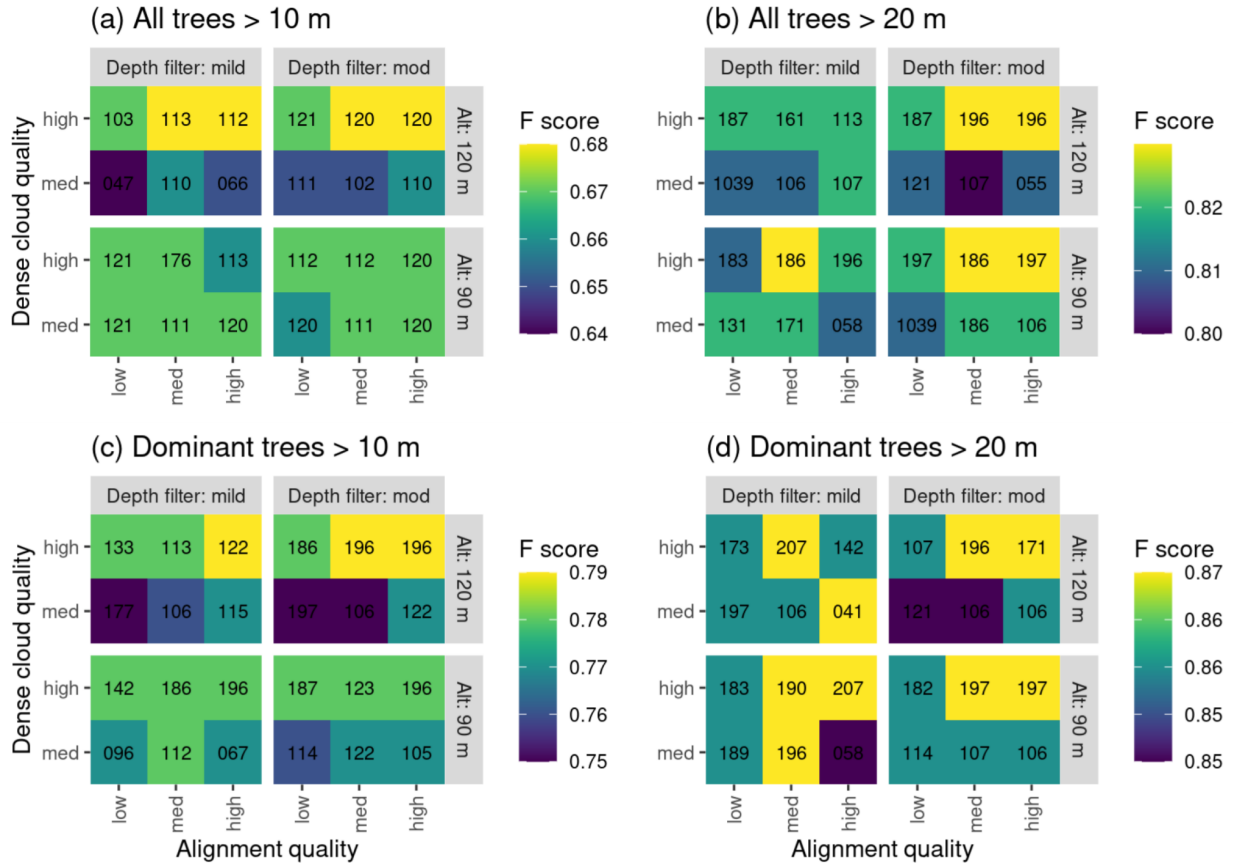 (a) All trees > 10 m
Depth filter: mild Depth filter: mod
Dense cloud quality
high 103 113 112 121 120 120
med 047 110 066 111 102 110
Alt: 120 m
high 121 176 113 112 112 120
med 121 111 120 120 111 120
Alt: 90 m
low med high low med high
F score
0.68
0.67
0.66
0.65
0.64
(b) All trees > 20 m
Depth filter: mild Depth filter: mod
high 187 161 113 187 196 196
med 1039 106 107 121 107 055
Alt: 120 m
high 183 186 196 197 186 197
med 131 171 058 1039 186 106
Alt: 90 m
low med high low med high
F score
0.82
0.81
0.80
(c) Dominant trees > 10 m
Depth filter: mild Depth filter: mod
Dense cloud quality
high 133 113 122 186 196 196
med 177 106 115 197 106 122
Alt: 120 m
high 142 186 196 187 123 196
med 096 112 067 114 122 105
Alt: 90 m
low med high low med high
Alignment quality
F score
0.79
0.78
0.77
0.76
0.75
(d) Dominant trees > 20 m
Depth filter: mild Depth filter: mod
high 173 207 142 107 196 171
med 197 106 041 121 106 106
Alt: 120 m
high 183 190 207 182 197 197
med 189 196 058 114 107 106
Alt: 90 m
low med high low med high
Alignment quality
F score
0.87
0.86
0.86
0.85
0.85